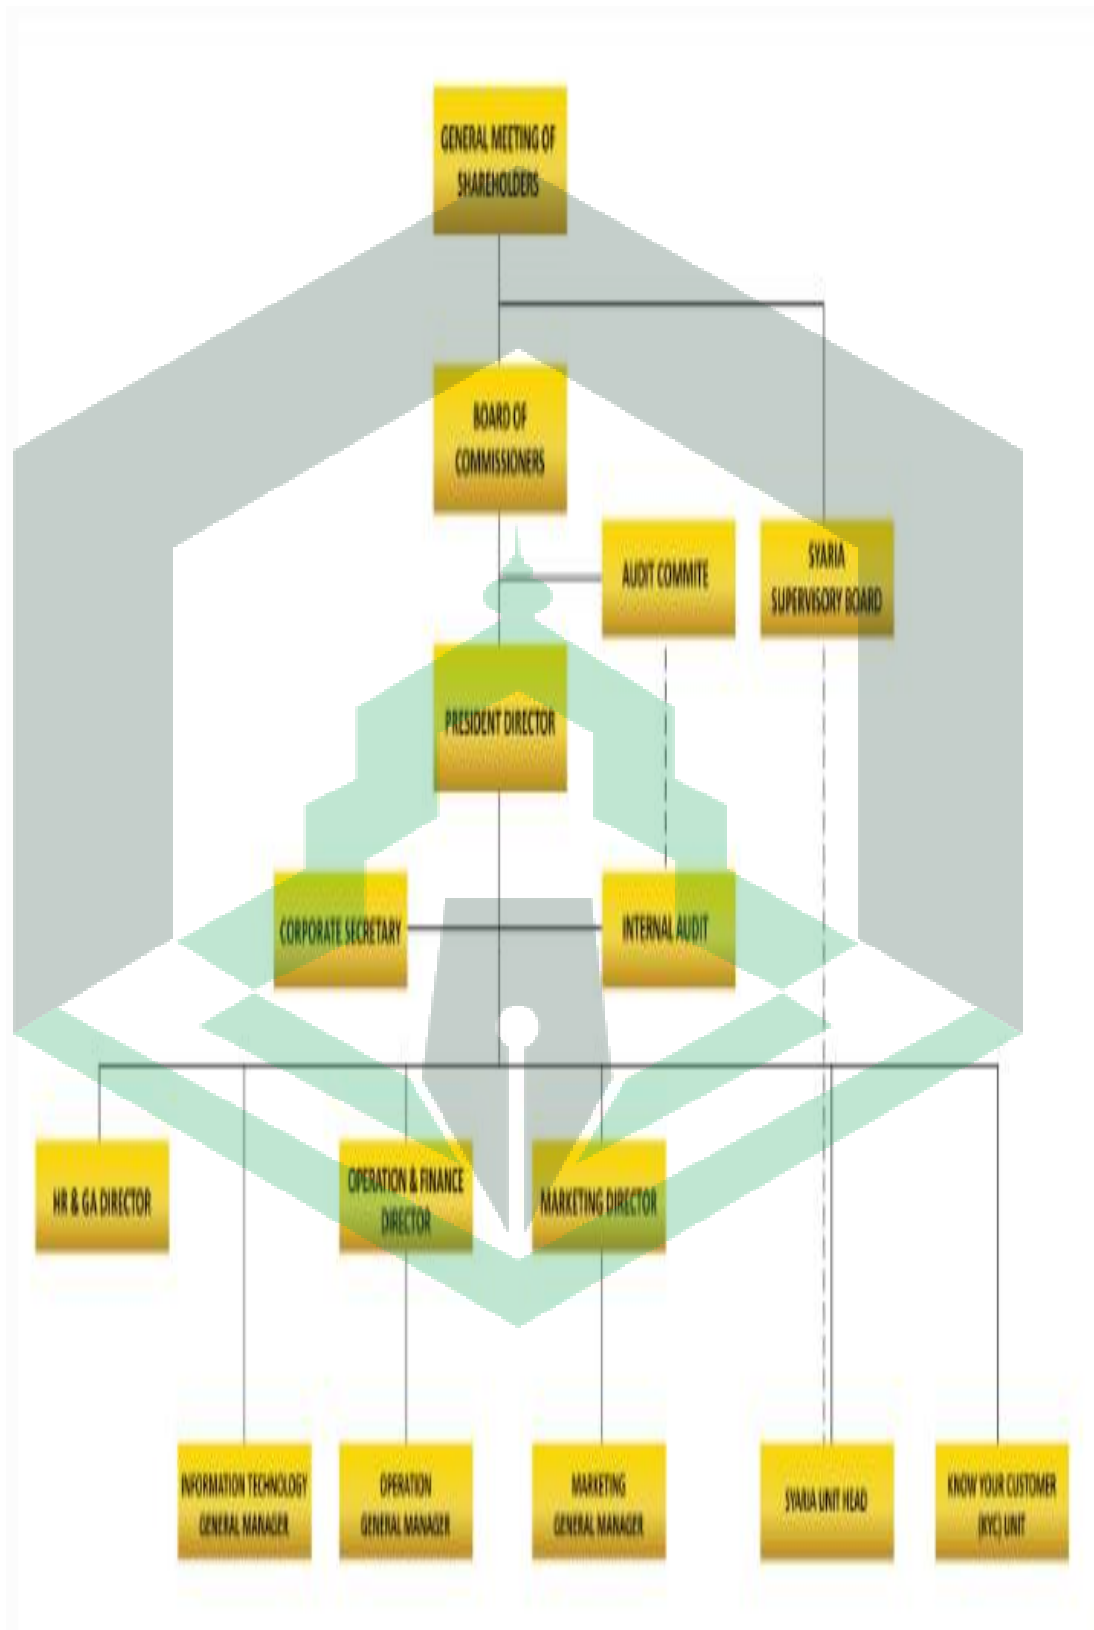 GENERAL MEETING OF
SHAREHOLDERS
BOARD OF
COMMISSIONERS
AUDIT COMMITE
SYARIA
SUPERVISORY BOARD
PRESIDENT DIRECTOR
CORPORATE SECRETARY
INTERNAL AUDIT
HR & GA DIRECTOR
OPERATION & FINANCE
DIRECTOR
MARKETING DIRECTOR
INFORMATION TECHNOLOGY
GENERAL MANAGER
OPERATION
GENERAL MANAGER
MARKETING
GENERAL MANAGER
SYARIA UNIT HEAD
KNOW YOUR CUSTOMER
(KYC) UNIT